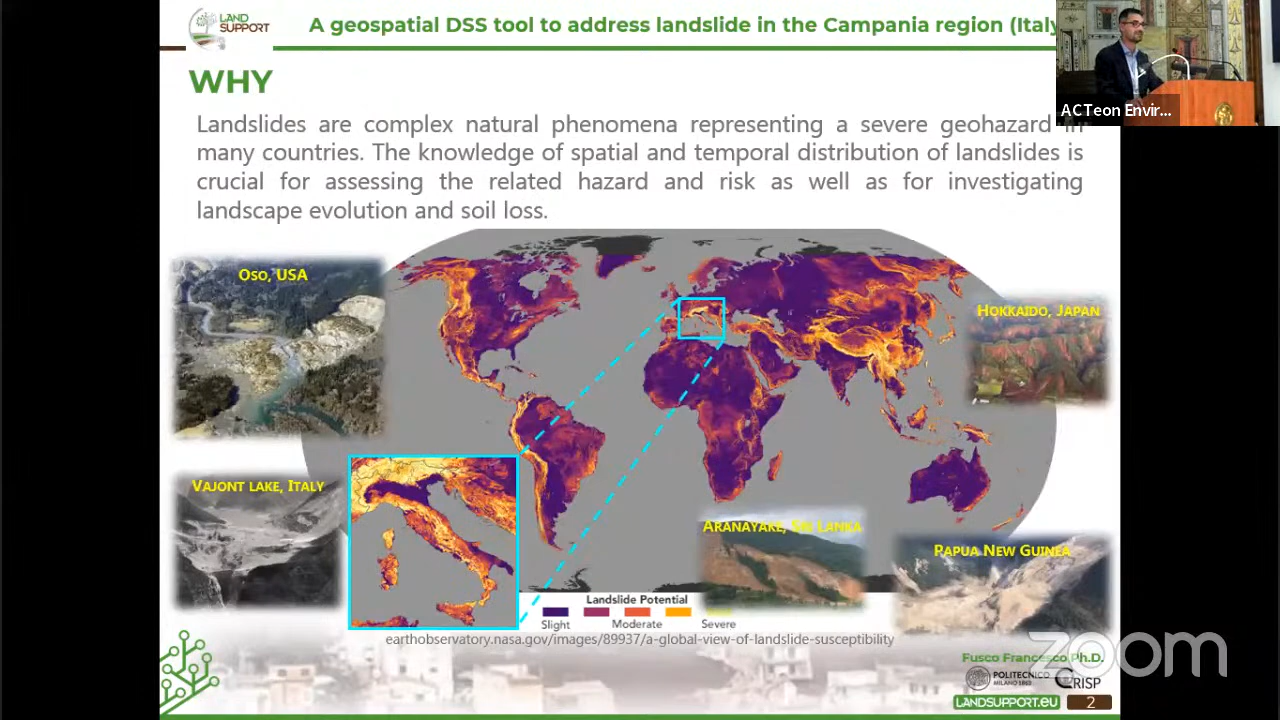 LAND
SUPPORT
A geospatial DSS tool to address landslide in the Campania region (Italy
ACTeon Envir...
WHY
Landslides are complex natural phenomena representing a severe geohazard in
many countries. The knowledge of spatial and temporal distribution of landslides is
crucial for assessing the related hazard and risk as well as for investigating
landscape evolution and soil loss.
OSO, USA
HOKKAIDO, JAPAN
VAJONT LAKE, ITALY
ARANAYAKE, SRI LANKA
PAPUA NEW GUINEA
Landslide Potential
Slight Moderate Severe
earthobservatory.nasa.gov/images/89937/a-global-view-of-landslide-susceptibility
zoom
Fusco Francesco Ph.D.
POLITECNICO
MILANO 1863
CRISP
LANDSUPPORT.EU
2